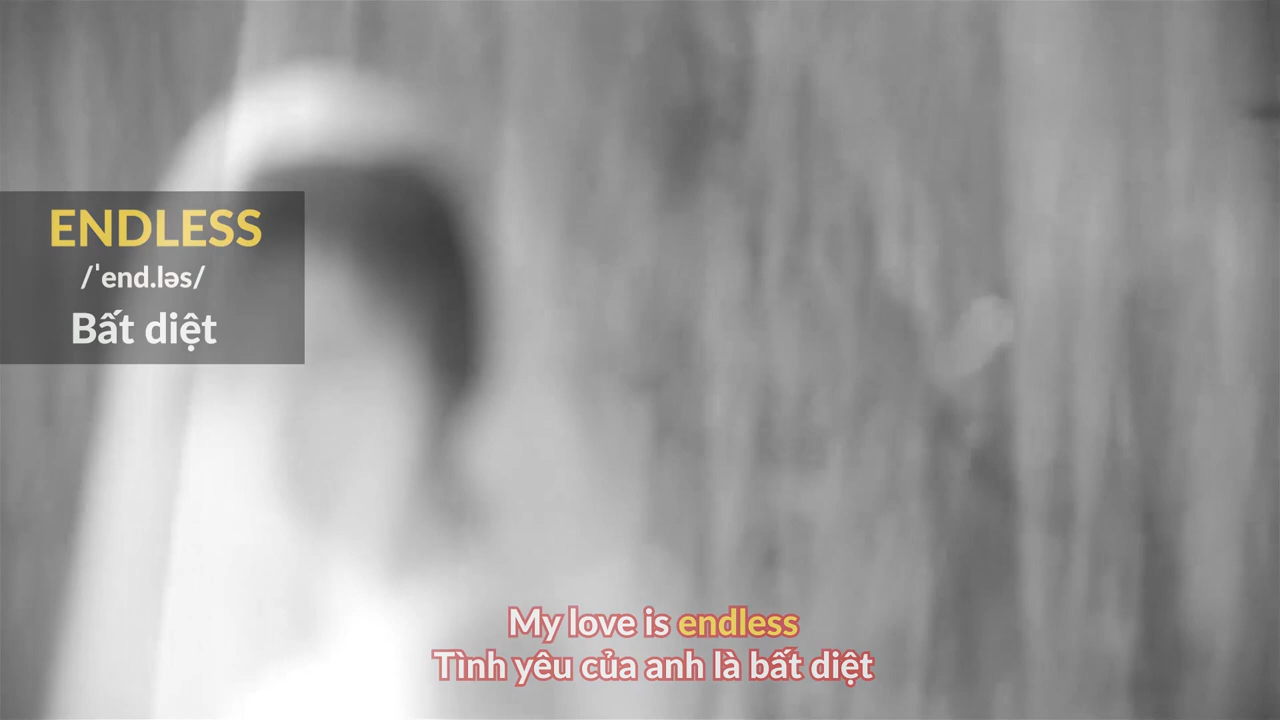 ENDLESS
/ˈend.ləs/
Bất diệt
My love is endless
Tình yêu của anh là bất diệt